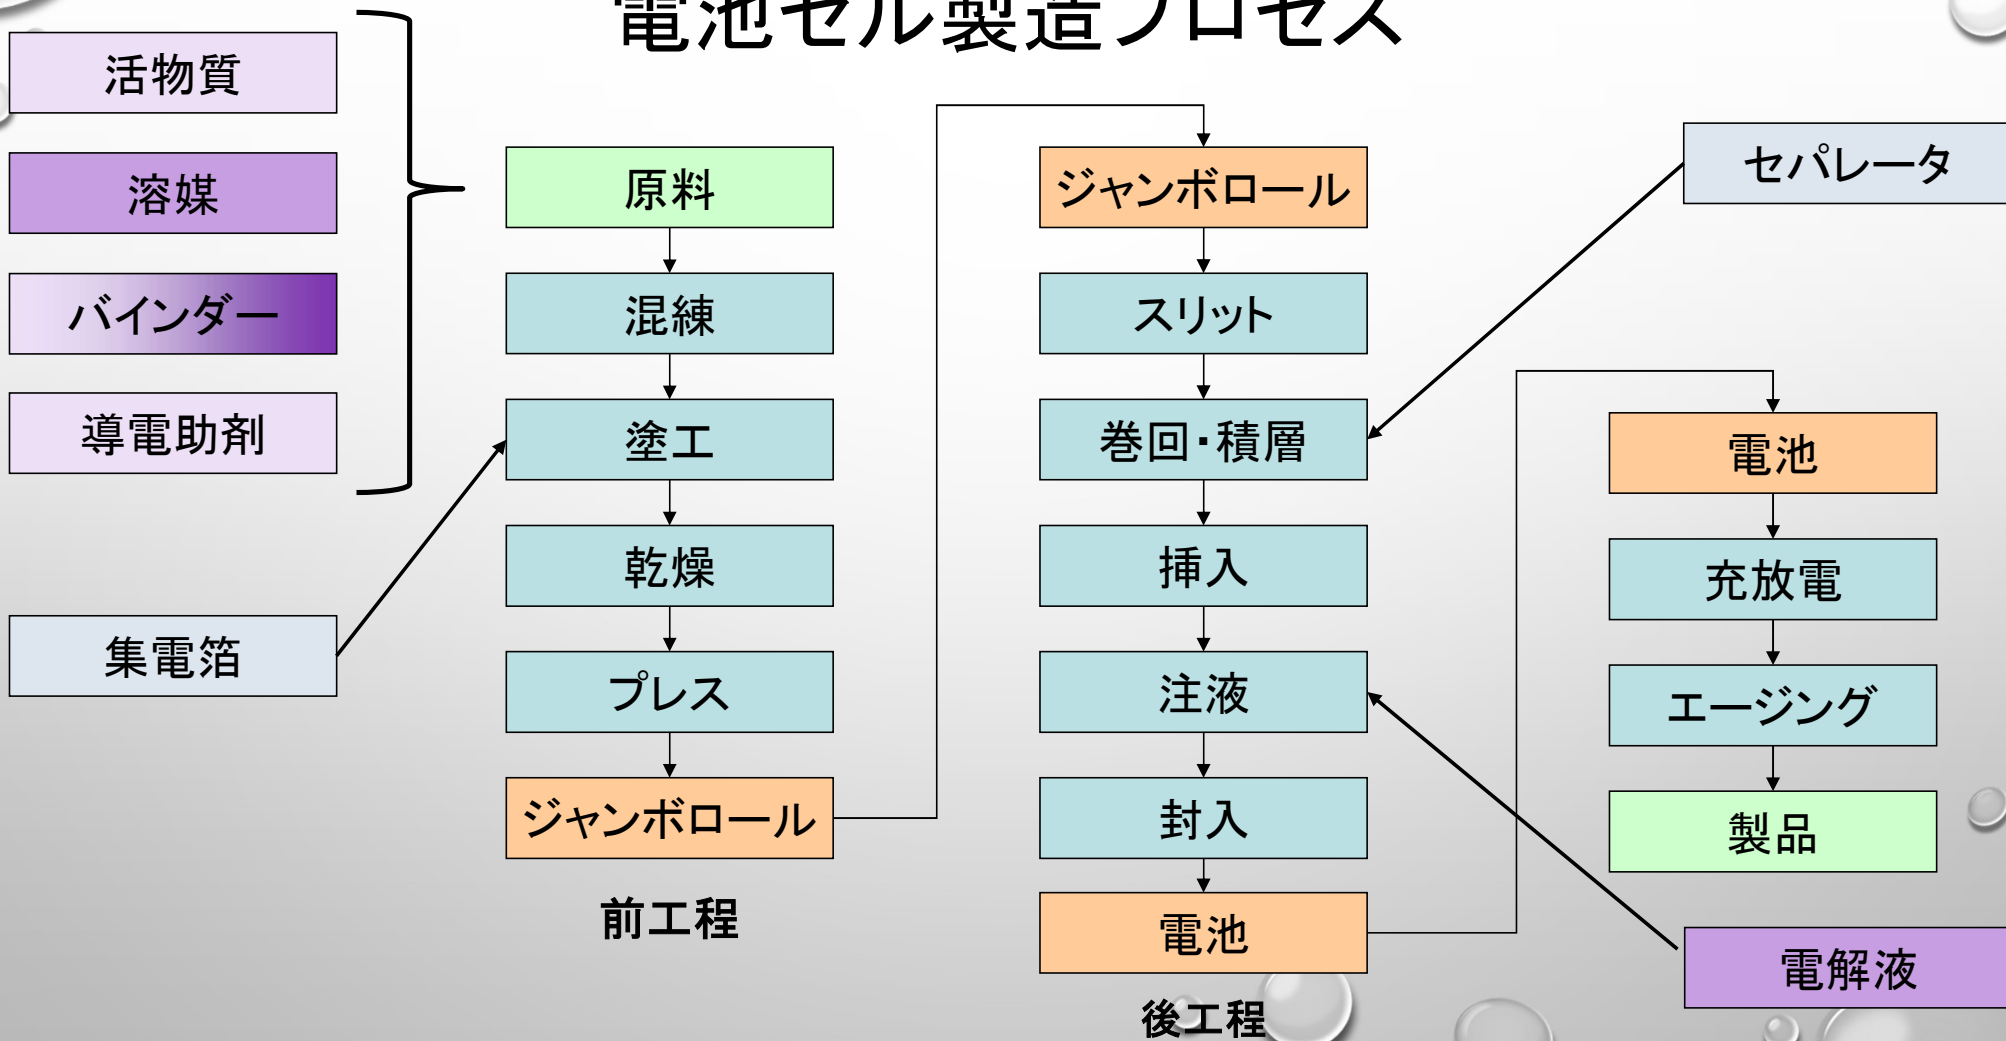 電池セル製造プロセス
活物質
溶媒
バインダー
導電助剤
集電箔
原料
混練
塗工
乾燥
プレス
ジャンボロール
前工程
ジャンボロール
スリット
巻回・積層
挿入
注液
封入
電池
後工程
セパレータ
電池
充放電
エージング
製品
電解液